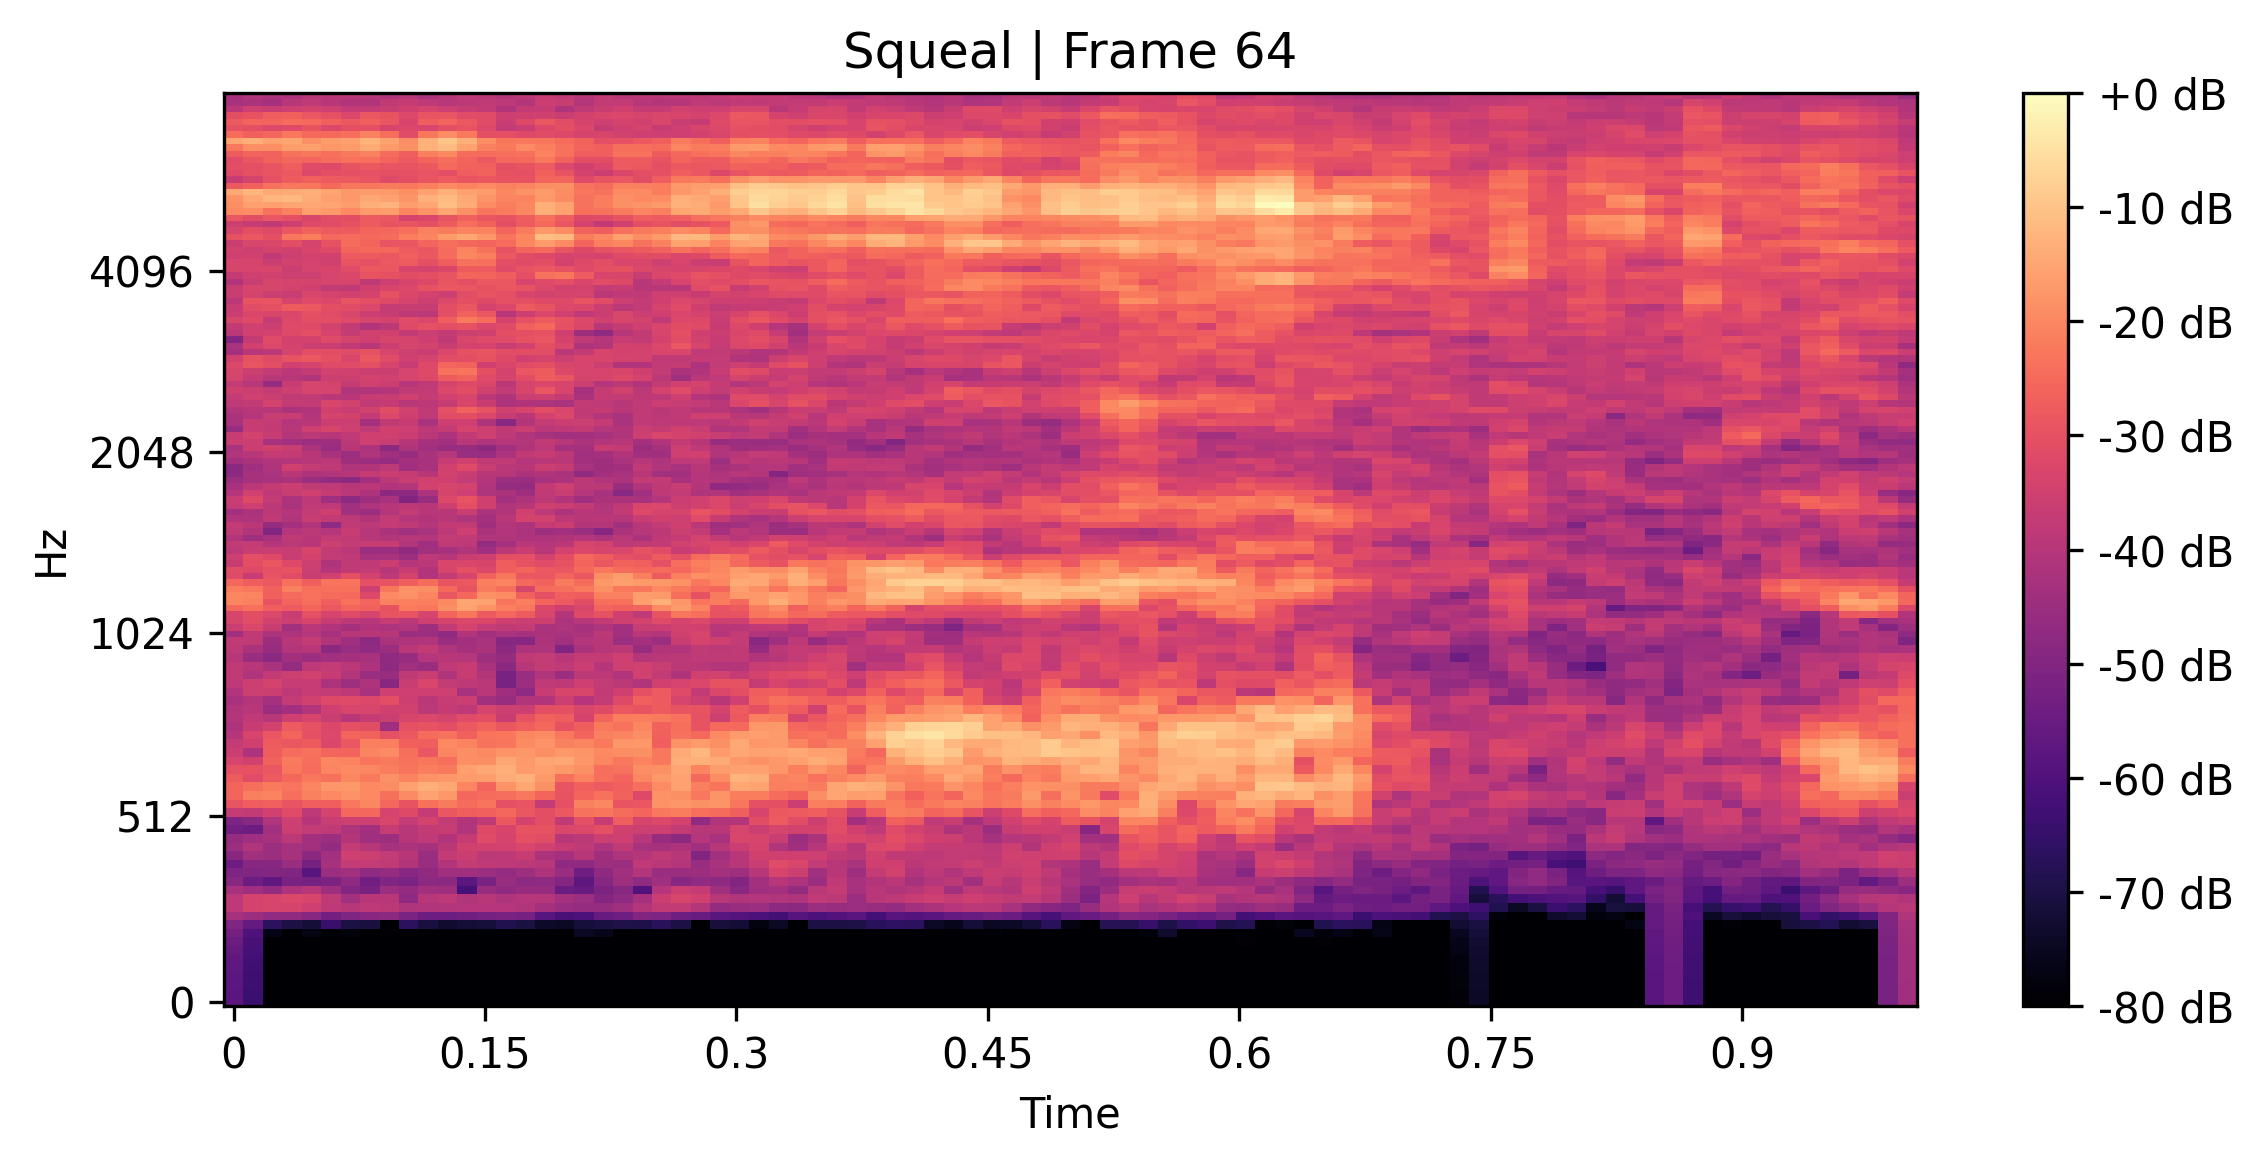 Squeal | Frame 64
Hz
4096
2048
1024
512
0
0 0.15 0.3 0.45 0.6 0.75 0.9
Time
+0 dB
-10 dB
-20 dB
-30 dB
-40 dB
-50 dB
-60 dB
-70 dB
-80 dB